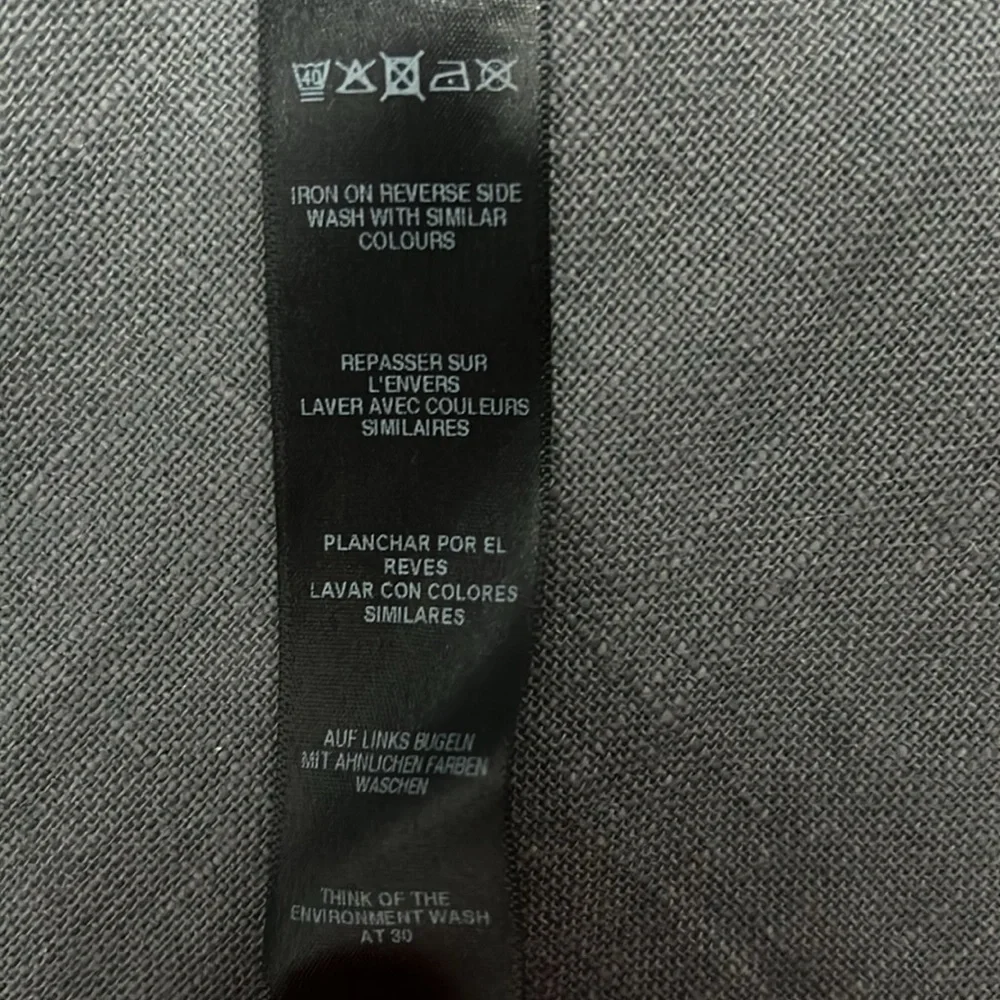 40
IRON ON REVERSE SIDE
WASH WITH SIMILAR
COLOURS
REPASSER SUR
L'ENVERS
LAVER AVEC COULEURS
SIMILAIRES
PLANCHAR POR EL
REVES
LAVAR CON COLORES
SIMILARES
AUF LINKS BUGELN
MIT AHNLICHEN FARBEN
WASCHEN
THINK OF THE
ENVIRONMENT WASH
AT 30